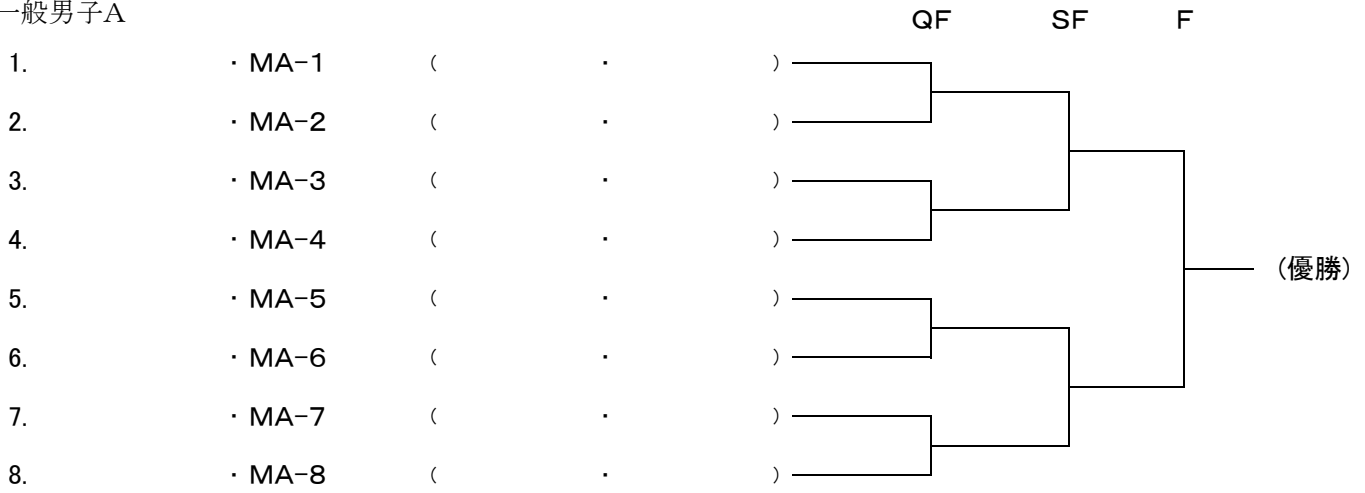 一般男子A
QF SF F
1. ・MA-1 ( ・ )
2. ・MA-2 ( ・ )
3. ・MA-3 ( ・ )
4. ・MA-4 ( ・ )
(優勝)
5. ・MA-5 ( ・ )
6. ・MA-6 ( ・ )
7. ・MA-7 ( ・ )
8. ・MA-8 ( ・ )